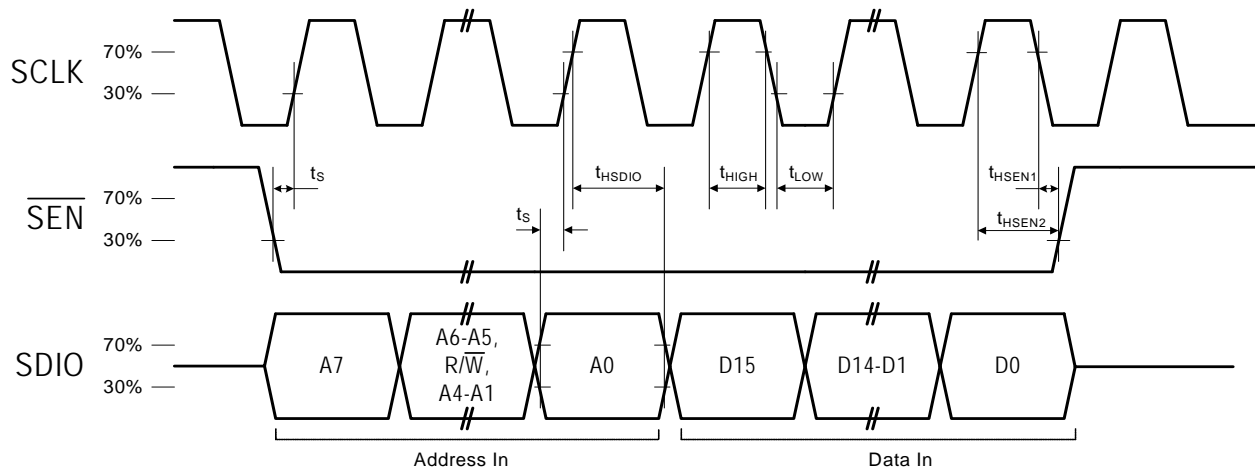 SCLK
70%
30%
tS
tHSDIO
tHIGH
tLOW
tHSEN1
tHSEN2
tS
SEN
70%
30%
SDIO
70%
30%
A7
A6-A5,
R/W,
A4-A1
A0
D15
D14-D1
D0
Address In
Data In